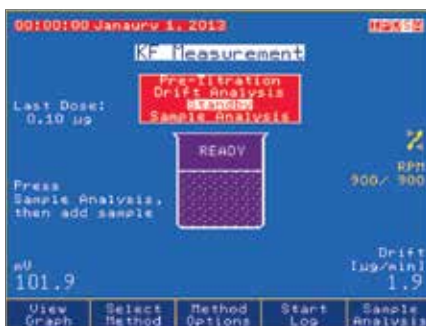 00:00:00 Janaury 1, 2013
KF Measurement
Pre-Titration
Drift Analysis
Standby
Sample Analysis
Last Dose:
0.10 µg
READY
RPM
900/ 900
Press
Sample Analysis,
then add sample
mV
101.9
Drift
[µg/min]
1.9
View
Graph
Select
Method
Method
Options
Start
Log
Sample
Analysis